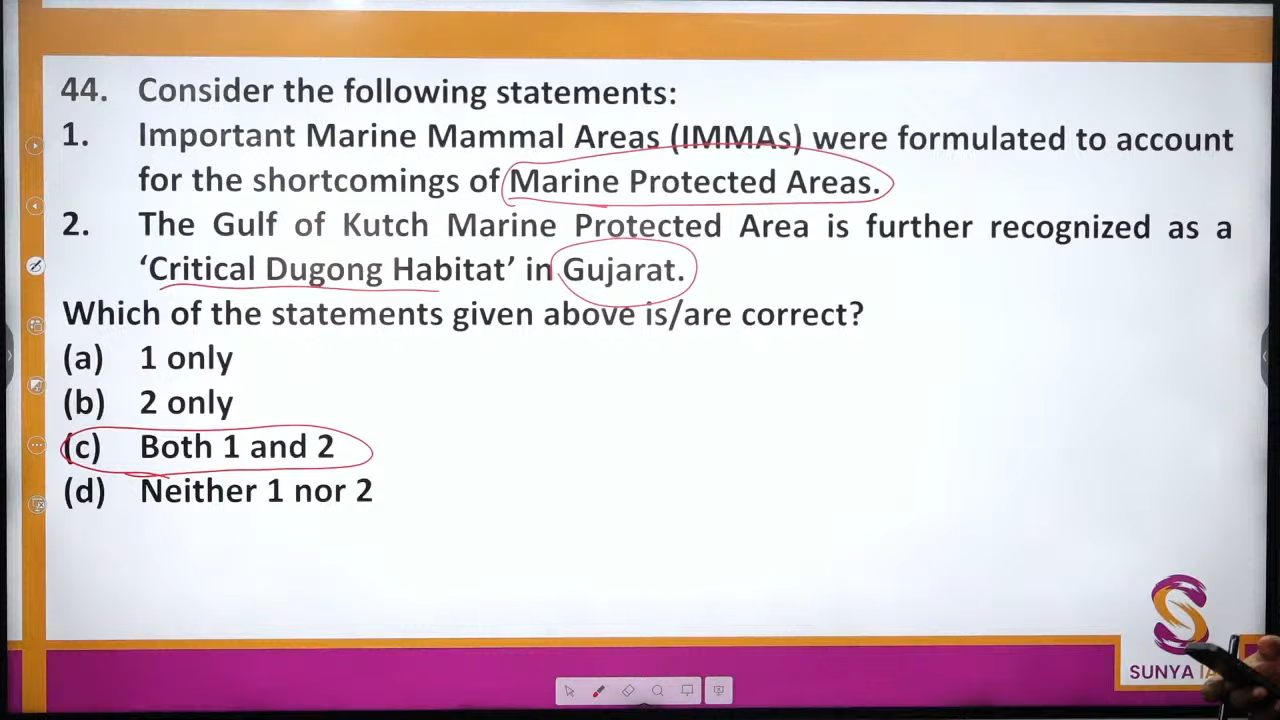 44. Consider the following statements:
1. Important Marine Mammal Areas (IMMAs) were formulated to account
for the shortcomings of Marine Protected Areas.
2. The Gulf of Kutch Marine Protected Area is further recognized as a
‘Critical Dugong Habitat’ in Gujarat.
Which of the statements given above is/are correct?
(a) 1 only
(b) 2 only
(c) Both 1 and 2
(d) Neither 1 nor 2
SUNYA